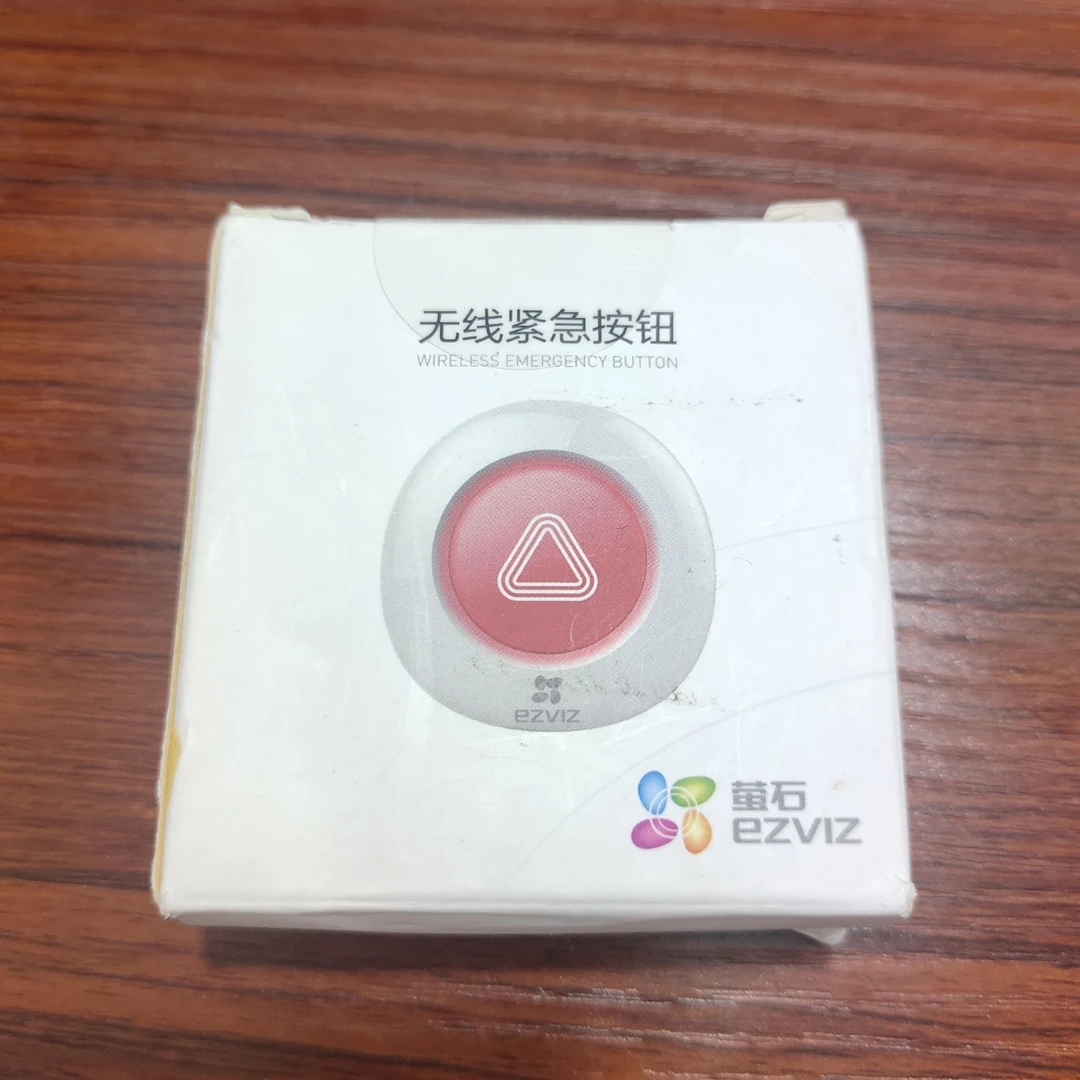 无线紧急按钮
WIRELESS EMERGENCY BUTTON
ezviz
萤石
ezviz